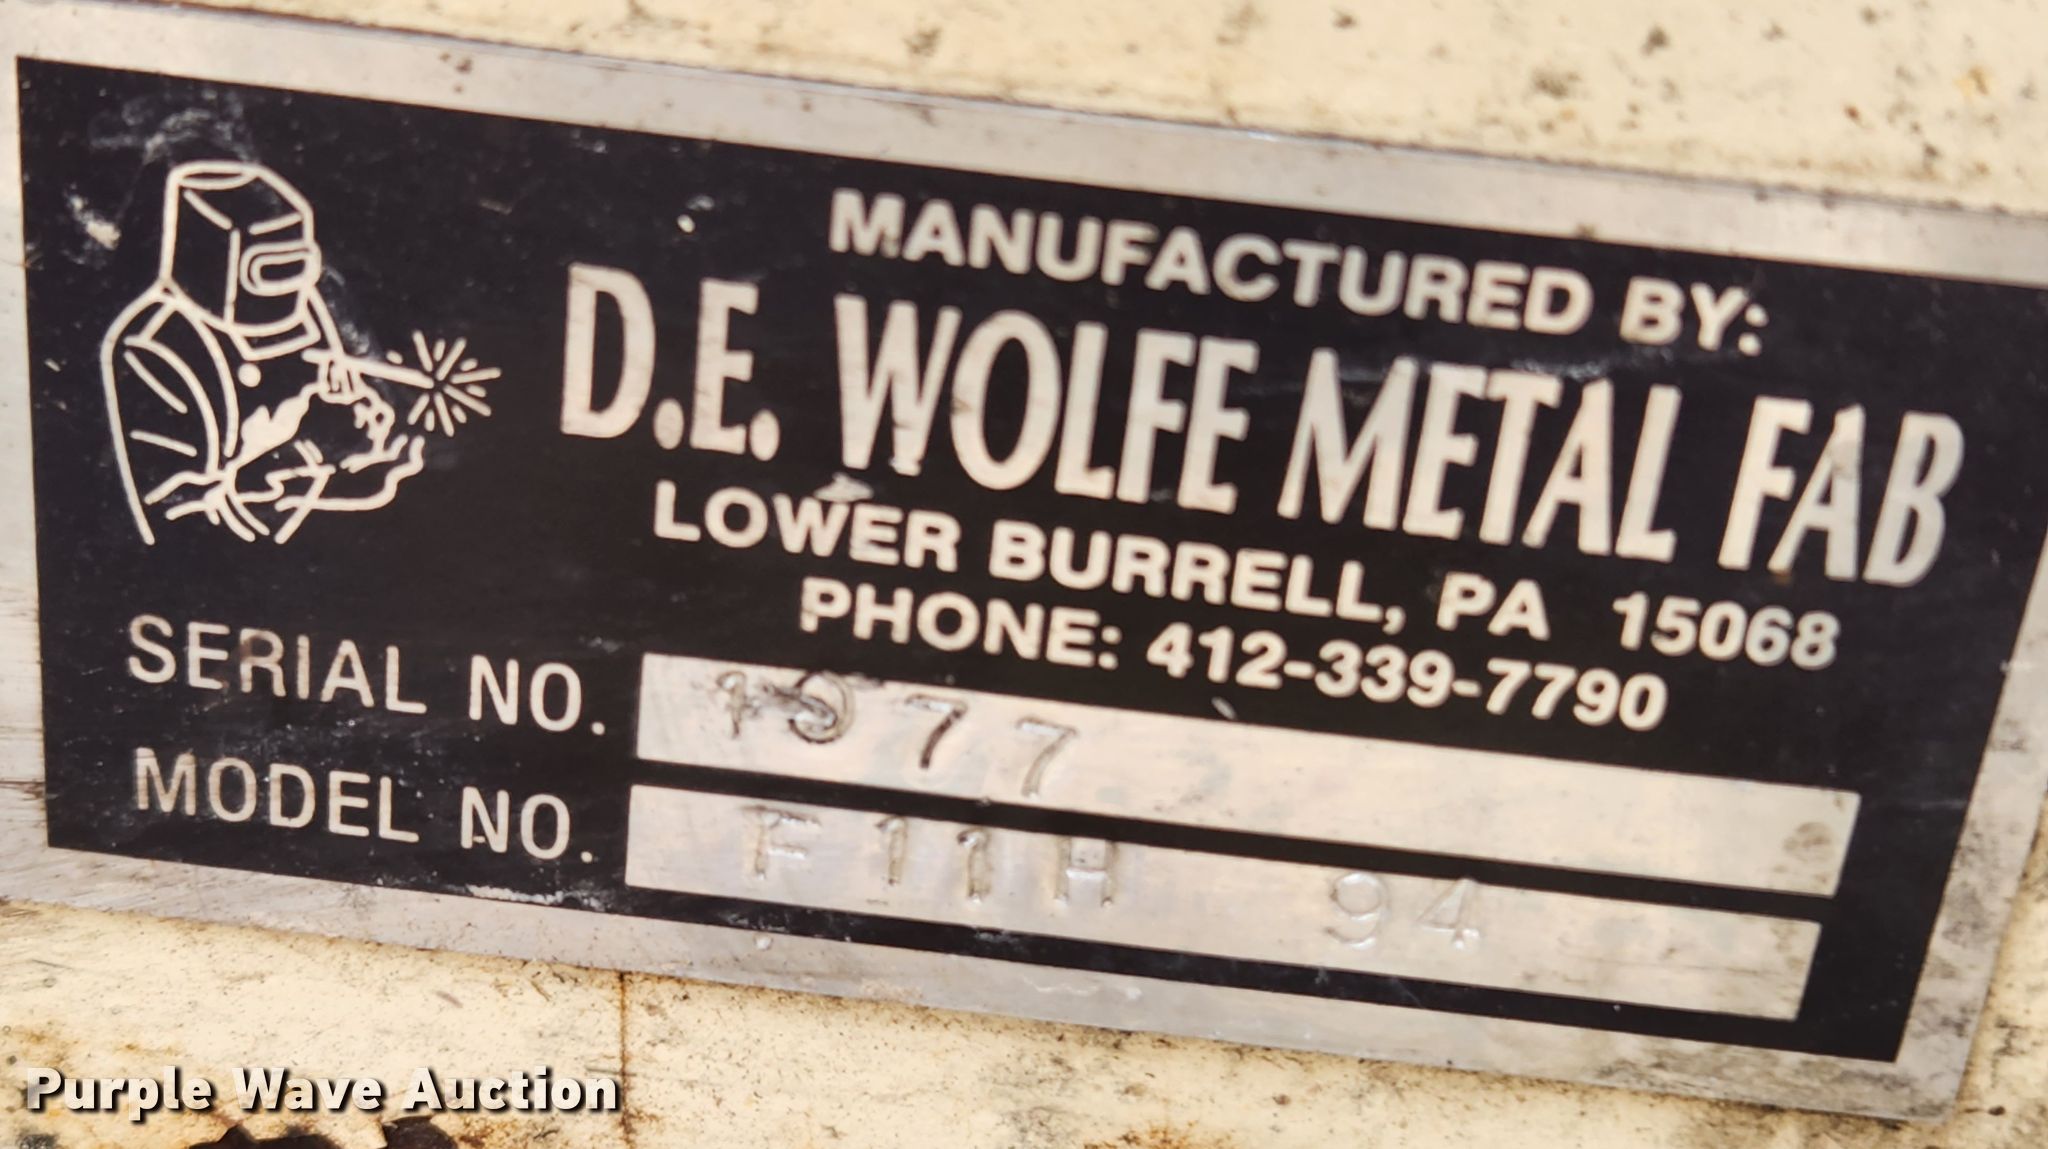 MANUFACTURED BY:
D.E. WOLFE METAL FAB
LOWER BURRELL, PA 15068
PHONE: 412-339-7790
SERIAL NO.
MODEL NO. F11H 94
Purple Wave Auction